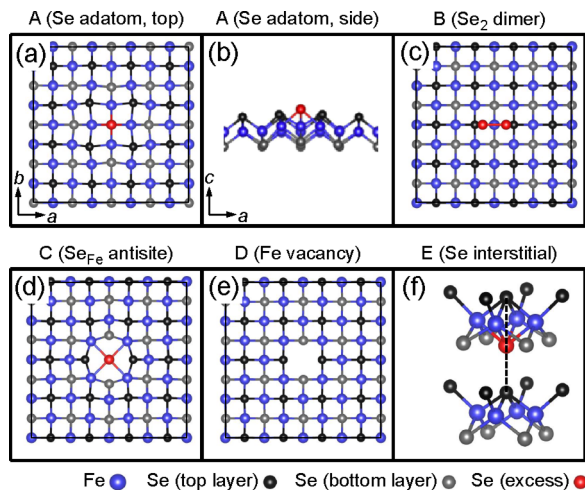 A (Se adatom, top) A (Se adatom, side) B (Se₂ dimer)
(a) (b) (c)
b c
a a
C (Se_Fe antisite) D (Fe vacancy) E (Se interstitial)
(d) (e) (f)
Fe Se (top layer) Se (bottom layer) Se (excess)